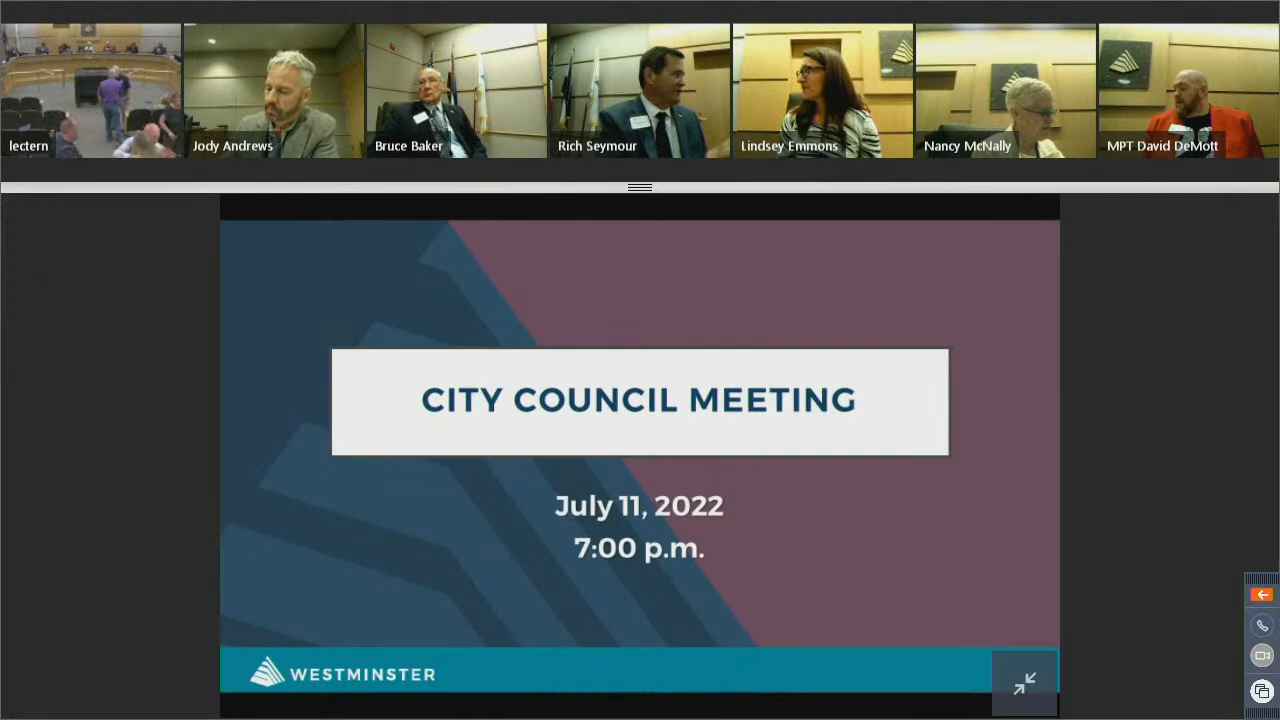 lectern
Jody Andrews
Bruce Baker
Rich Seymour
Lindsey Emmons
Nancy McNally
MPT David DeMott
CITY COUNCIL MEETING
July 11, 2022
7:00 p.m.
WESTMINSTER